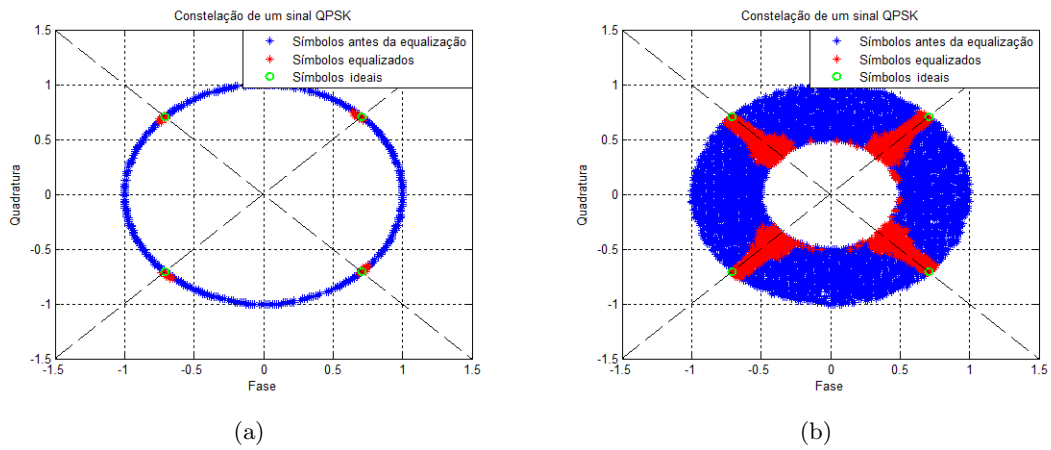 Constelação de um sinal QPSK
1.5
1
0.5
0
-0.5
-1
-1.5
Quadratura
Símbolos antes da equalização
Símbolos equalizados
Símbolos ideais
-1.5
-1
-0.5
0
0.5
1
1.5
Fase
(a)
Constelação de um sinal QPSK
1.5
1
0.5
0
-0.5
-1
-1.5
Quadratura
Símbolos antes da equalização
Símbolos equalizados
Símbolos ideais
-1.5
-1
-0.5
0
0.5
1
1.5
Fase
(b)